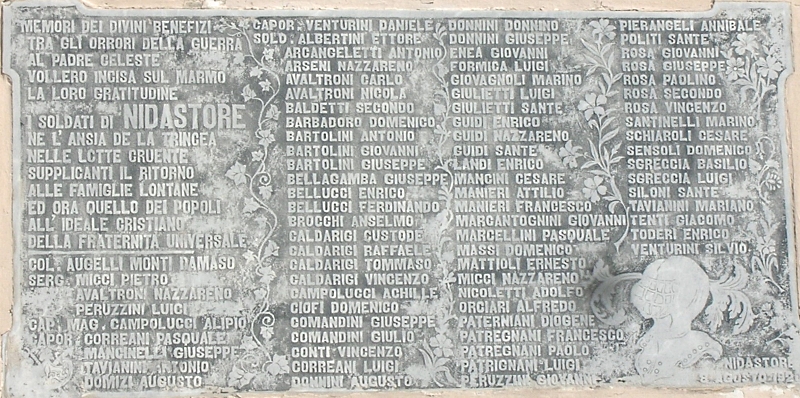 MEMORI DEI DIVINI BENEFIZI
TRA GLI ORRORI DELLA GUERRA
AL PADRE CELESTE
VOLLERO INCISA SUL MARMO
LA LORO GRATITUDINE
I SOLDATI DI NIDASTORE
NE L'ANSIA DE LA TRINCEA
NELLE LOTTE CRUENTE
SUPPLICANTI IL RITORNO
ALLE FAMIGLIE LONTANE
ED ORA QUELLO DEI POPOLI
ALL'IDEALE CRISTIANO
DELLA FRATERNITÀ UNIVERSALE
COL. AUGELLI MONTI DAMASO
SERG. MICCI PIETRO
AVALTRONI NAZZARENO
PERUZZINI LUIGI
CAP. MAG. CAMPOLUCCI ALIPIO
CAPOR. CORREANI PASQUALE
MANCINELLI GIUSEPPE
TAVIANINI ANTONIO
DOMIZI AUGUSTO
CAPOR. VENTURINI DANIELE
SOLD. ALBERTINI ETTORE
ARCANGELETTI ANTONIO
ARSENI NAZZARENO
AVALTRONI CARLO
AVALTRONI NICOLA
BALDETTI SECONDO
BARBADORO DOMENICO
BARTOLINI ANTONIO
BARTOLINI GIOVANNI
BARTOLINI GIUSEPPE
BELLAGAMBA GIUSEPPE
BELLUCCI ENRICO
BELLUCCI FERDINANDO
BROCCHI ANSELMO
CALDARIGI CUSTODE
CALDARIGI RAFFAELE
CALDARIGI TOMMASO
CALDARIGI VINCENZO
CAMPOLUCCI ACHILLE
CIOFI DOMENICO
COMANDINI GIUSEPPE
COMANDINI GIULIO
CONTI VINCENZO
CORREANI LUIGI
DONNINI AUGUSTO
DONNINI DONNINO
DONNINI GIUSEPPE
ENEA GIOVANNI
FORMICA LUIGI
GIOVAGNOLI MARINO
GIULIETTI LUIGI
GIULIETTI SANTE
GUIDI ENRICO
GUIDI NAZZARENO
GUIDI SANTE
LANDI ENRICO
MANCINI CESARE
MANIERI ATTILIO
MANIERI FRANCESCO
MARCANTOGNINI GIOVANNI
MARCELLINI PASQUALE
MASSI DOMENICO
MATTIOLI ERNESTO
MICCI NAZZARENO
NICOLETTI ADOLFO
ORCIARI ALFREDO
PATERNIANI DIOGENE
PATREGNANI FRANCESCO
PATREGNANI PAOLO
PATRIGNANI LUIGI
PERUZZINI GIOVANNI
PIERANGELI ANNIBALE
POLITI SANTE
ROSA GIOVANNI
ROSA GIUSEPPE
ROSA PAOLINO
ROSA SECONDO
ROSA VINCENZO
SANTINELLI MARINO
SCHIAROLI CESARE
SENSOLI DOMENICO
SGRECCIA BASILIO
SGRECCIA LUIGI
SILONI SANTE
TAVIANINI MARIANO
TENTI GIACOMO
TODERI ENRICO
VENTURINI SILVIO
NIDASTORE
8 AGOSTO